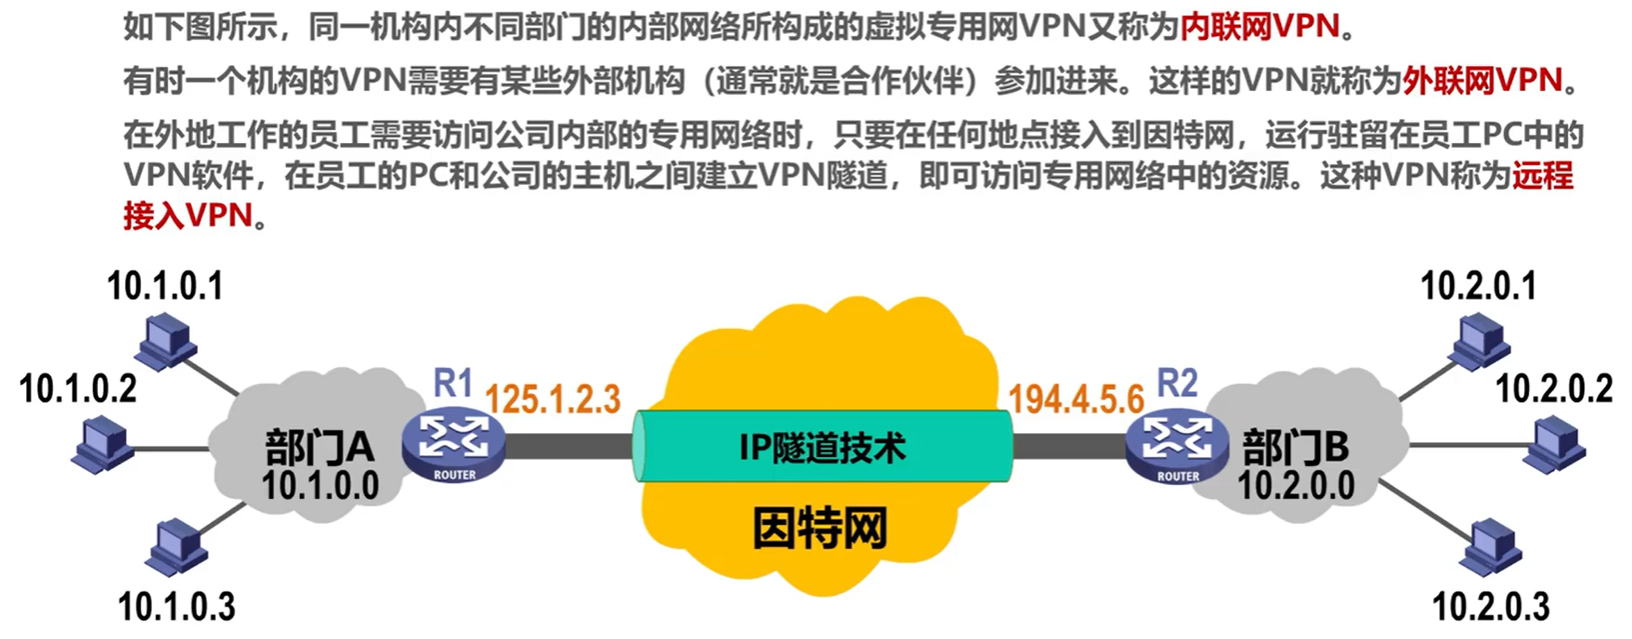 如下图所示，同一机构内不同部门的内部网络所构成的虚拟专用网VPN又称为内联网VPN。
有时一个机构的VPN需要有某些外部机构（通常就是合作伙伴）参加进来。这样的VPN就称为外联网VPN。
在外地工作的员工需要访问公司内部的专用网络时，只要在任何地点接入到因特网，运行驻留在员工PC中的
VPN软件，在员工的PC和公司的主机之间建立VPN隧道，即可访问专用网络中的资源。这种VPN称为远程
接入VPN。
10.1.0.1
10.1.0.2
10.1.0.3
部门A
10.1.0.0
R1
ROUTER
125.1.2.3
IP隧道技术
因特网
194.4.5.6
R2
ROUTER
部门B
10.2.0.0
10.2.0.1
10.2.0.2
10.2.0.3